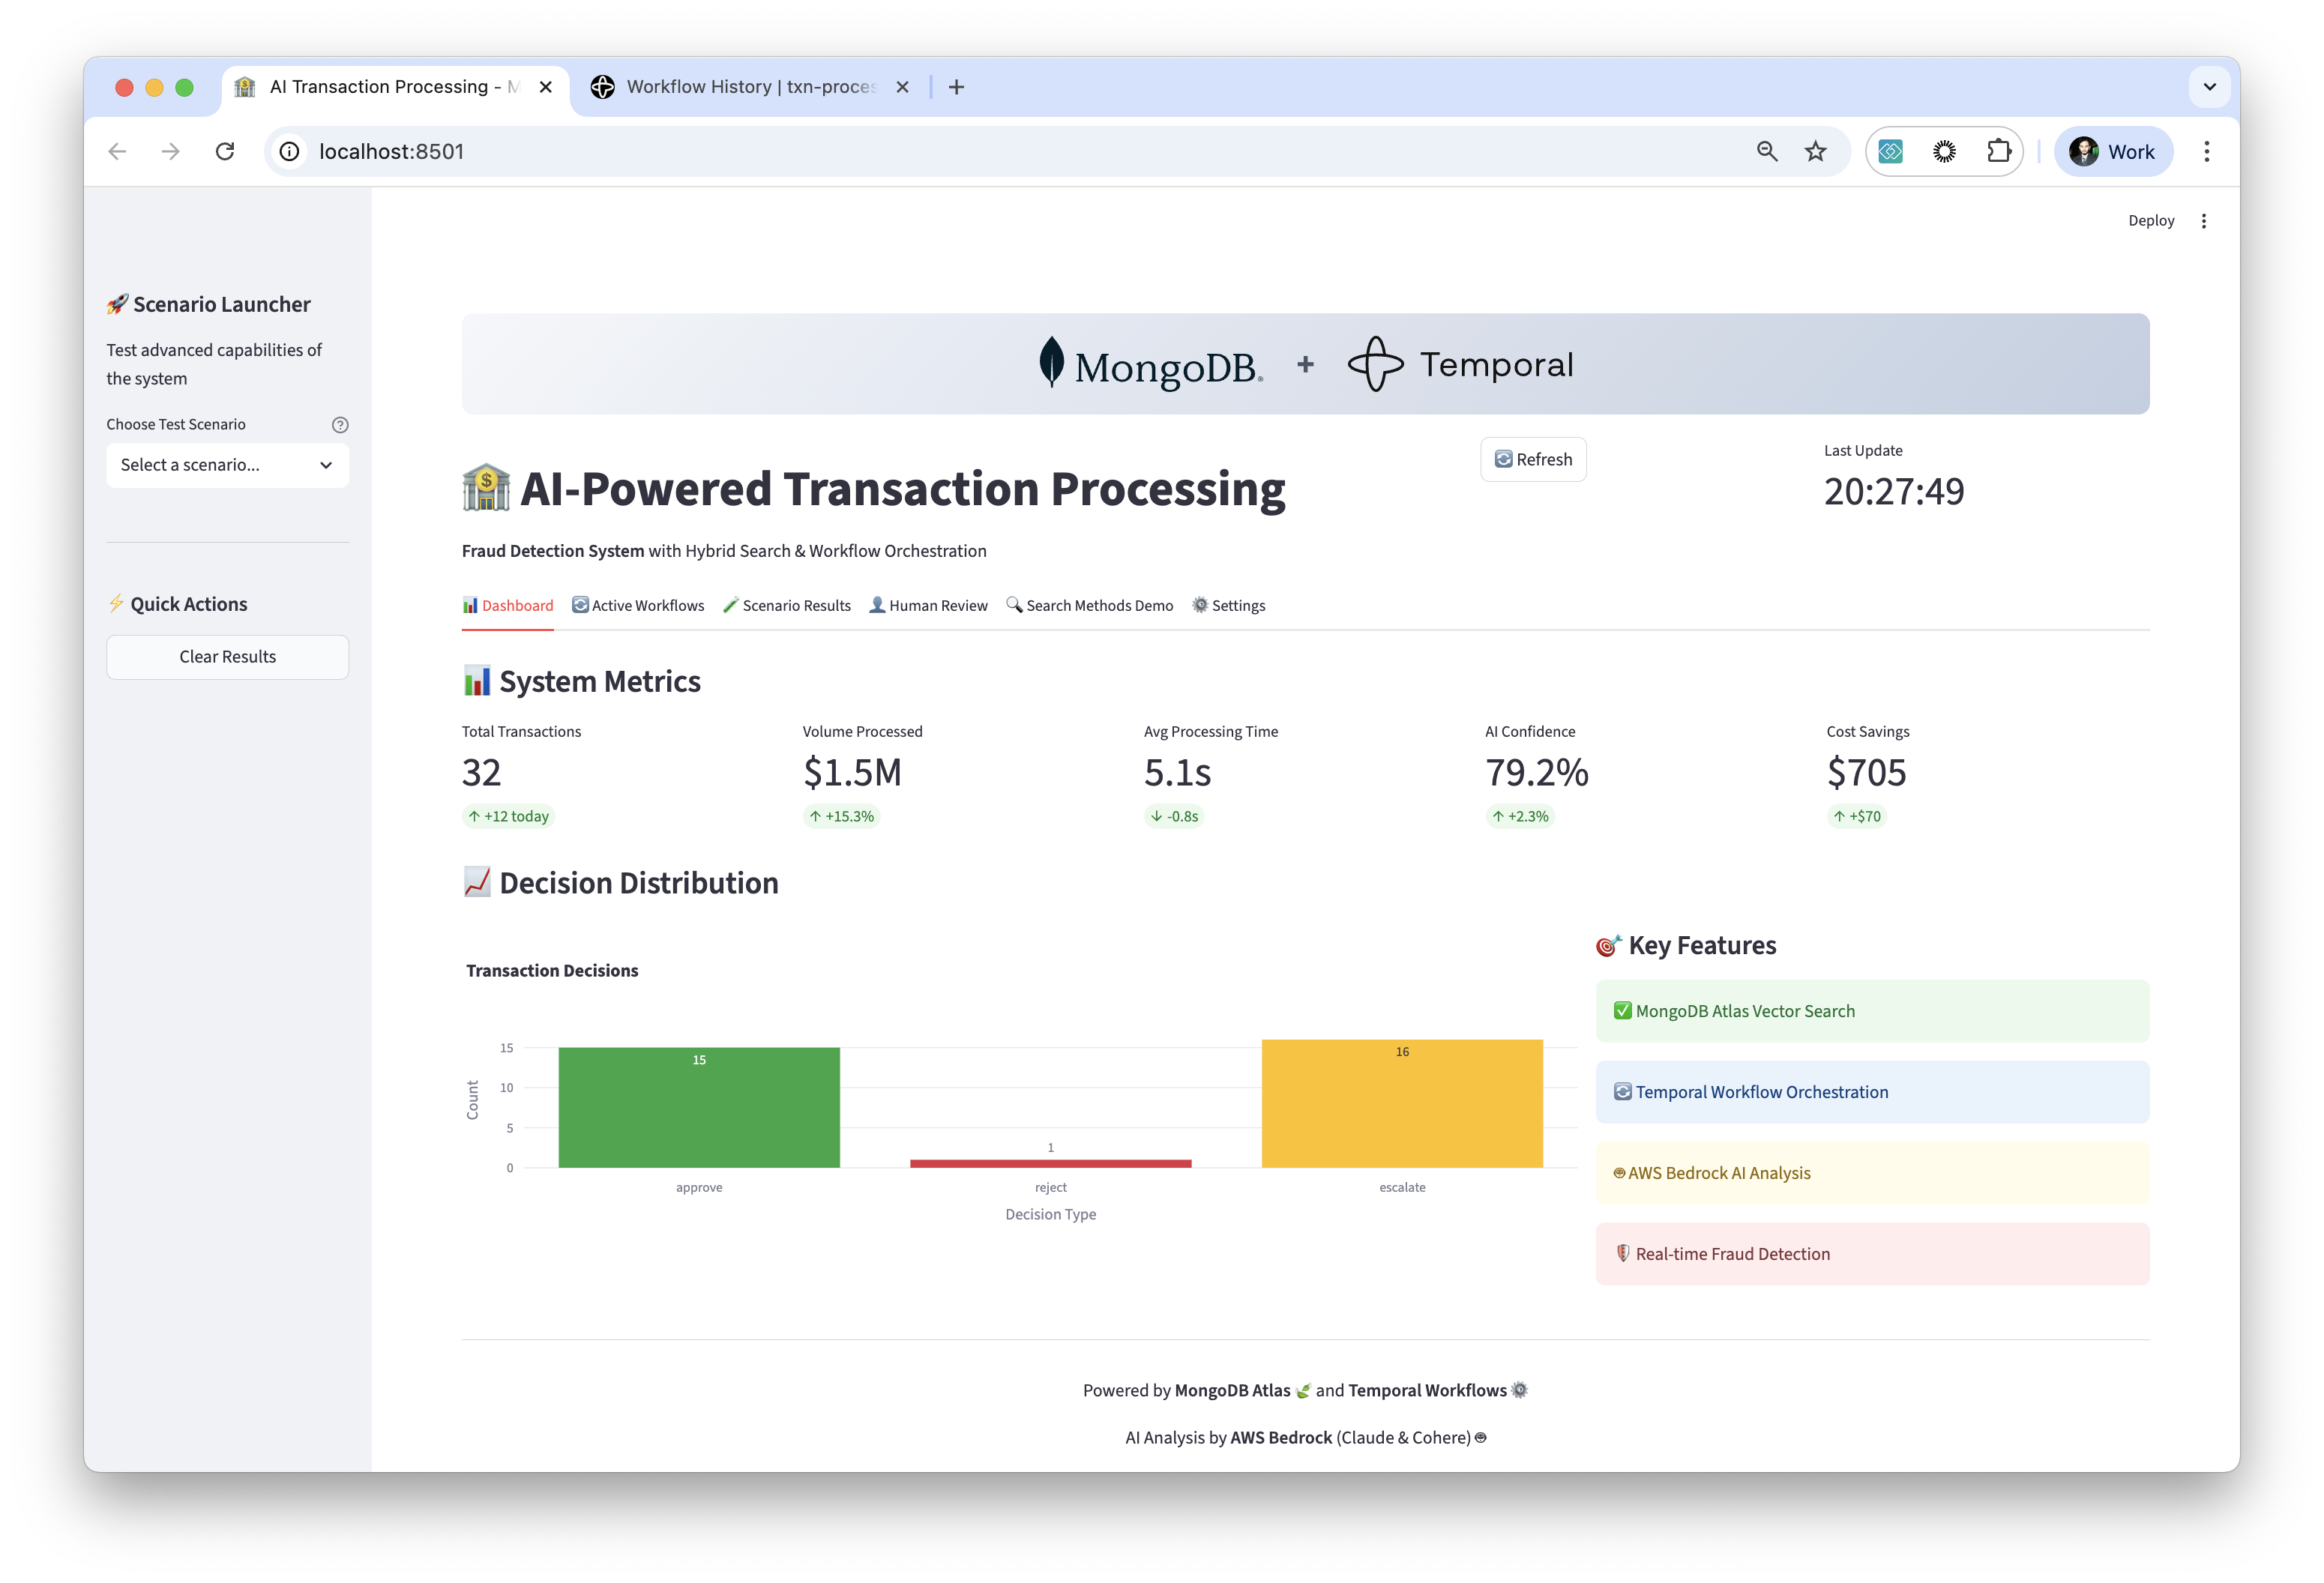 AI Transaction Processing - M
Workflow History | txn-proces
localhost:8501
Work
Deploy
🚀 Scenario Launcher
Test advanced capabilities of
the system
Choose Test Scenario
Select a scenario...
⚡ Quick Actions
Clear Results
MongoDB® + Temporal
🏦 AI-Powered Transaction Processing
🔄 Refresh
Last Update
20:27:49
Fraud Detection System with Hybrid Search & Workflow Orchestration
📊 Dashboard
🔄 Active Workflows
🧪 Scenario Results
👤 Human Review
🔍 Search Methods Demo
⚙️ Settings
📊 System Metrics
Total Transactions
32
↑ +12 today
Volume Processed
$1.5M
↑ +15.3%
Avg Processing Time
5.1s
↓ -0.8s
AI Confidence
79.2%
↑ +2.3%
Cost Savings
$705
↑ +$70
📈 Decision Distribution
Transaction Decisions
Count
15
10
5
0
15
1
16
approve
reject
escalate
Decision Type
🎯 Key Features
✅ MongoDB Atlas Vector Search
🔄 Temporal Workflow Orchestration
AWS Bedrock AI Analysis
🛡️ Real-time Fraud Detection
Powered by MongoDB Atlas 🍃 and Temporal Workflows ⚙️
AI Analysis by AWS Bedrock (Claude & Cohere)